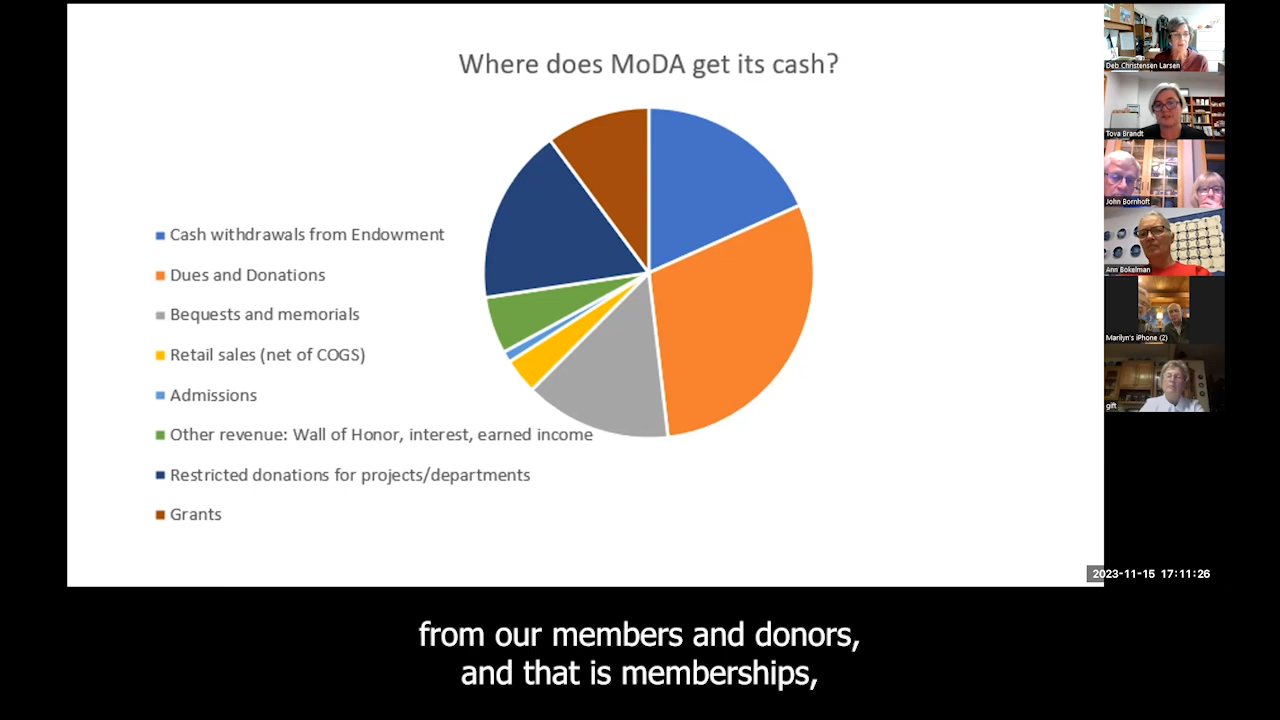 Where does MoDA get its cash?
Cash withdrawals from Endowment
Dues and Donations
Bequests and memorials
Retail sales (net of COGS)
Admissions
Other revenue: Wall of Honor, interest, earned income
Restricted donations for projects/departments
Grants
Deb Christensen Larsen
Tova Brandt
John Bornhoft
Ann Bokelman
Marilyn's iPhone (2)
gift
2023-11-15 17:11:26
from our members and donors,
and that is memberships,